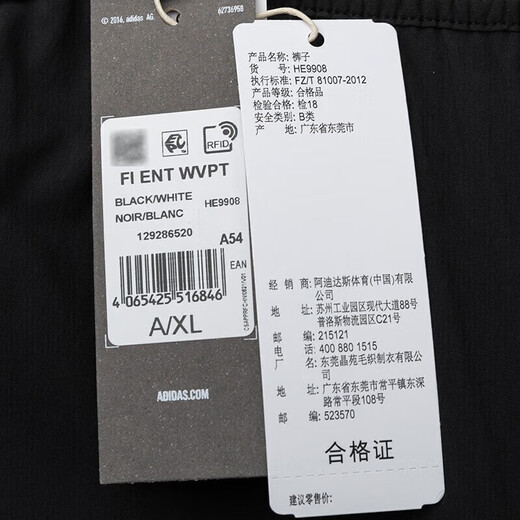 © 2016, adidas AG.
62736958
RFID
FI ENT WVPT
BLACK/WHITE
HE9908
NOIR/BLANC
129286520
A54
EAN
4 065425 516846
A/XL
ADIDAS.COM
产品名称: 裤子
货 号: HE9908
执行标准: FZ/T 81007-2012
产品等级: 合格品
检验合格: 检18
安全类别: B类
产 地: 广东省东莞市
经 销 商: 阿迪达斯体育(中国)有限
公司
地 址: 苏州工业园区现代大道88号
普洛斯物流园区C21号
邮 编: 215121
电 话: 400 880 1515
厂 商: 东莞晶苑毛织制衣有限公司
地 址: 广东省东莞市常平镇东深
路常平段108号
邮 编: 523570
合格证
建议零售价: